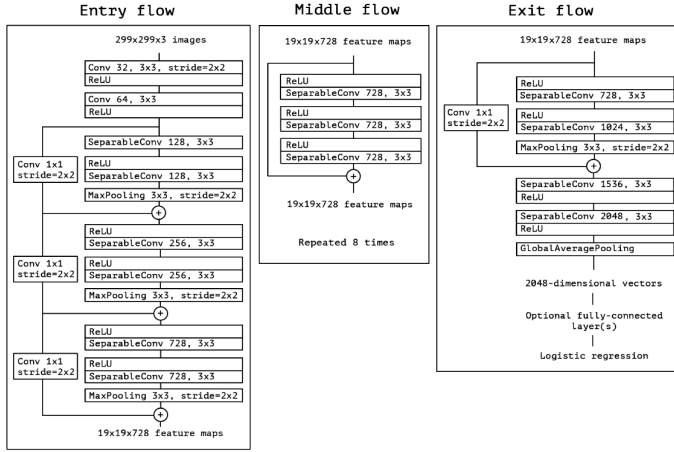 Entry flow
299x299x3 images
Conv 32, 3x3, stride=2x2
ReLU
Conv 64, 3x3
ReLU
SeparableConv 128, 3x3
Conv 1x1
stride=2x2
ReLU
SeparableConv 128, 3x3
MaxPooling 3x3, stride=2x2
+
ReLU
SeparableConv 256, 3x3
Conv 1x1
stride=2x2
ReLU
SeparableConv 256, 3x3
MaxPooling 3x3, stride=2x2
+
ReLU
SeparableConv 728, 3x3
Conv 1x1
stride=2x2
ReLU
SeparableConv 728, 3x3
MaxPooling 3x3, stride=2x2
+
19x19x728 feature maps
Middle flow
19x19x728 feature maps
ReLU
SeparableConv 728, 3x3
ReLU
SeparableConv 728, 3x3
ReLU
SeparableConv 728, 3x3
+
19x19x728 feature maps
Repeated 8 times
Exit flow
19x19x728 feature maps
ReLU
SeparableConv 728, 3x3
Conv 1x1
stride=2x2
ReLU
SeparableConv 1024, 3x3
MaxPooling 3x3, stride=2x2
+
SeparableConv 1536, 3x3
ReLU
SeparableConv 2048, 3x3
ReLU
GlobalAveragePooling
2048-dimensional vectors
Optional fully-connected
layer(s)
Logistic regression